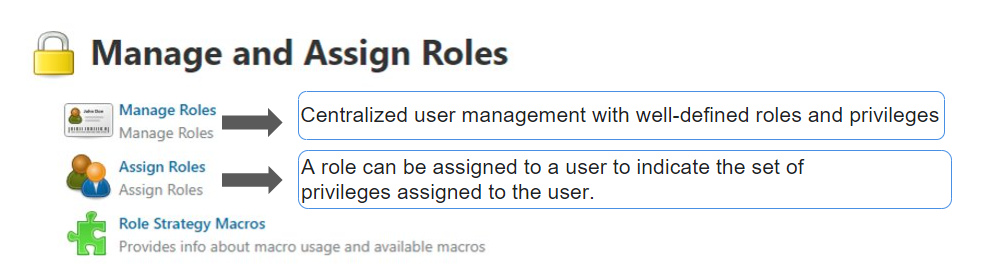 Manage and Assign Roles
Manage Roles
Manage Roles
Centralized user management with well-defined roles and privileges
Assign Roles
Assign Roles
A role can be assigned to a user to indicate the set of
privileges assigned to the user.
Role Strategy Macros
Provides info about macro usage and available macros